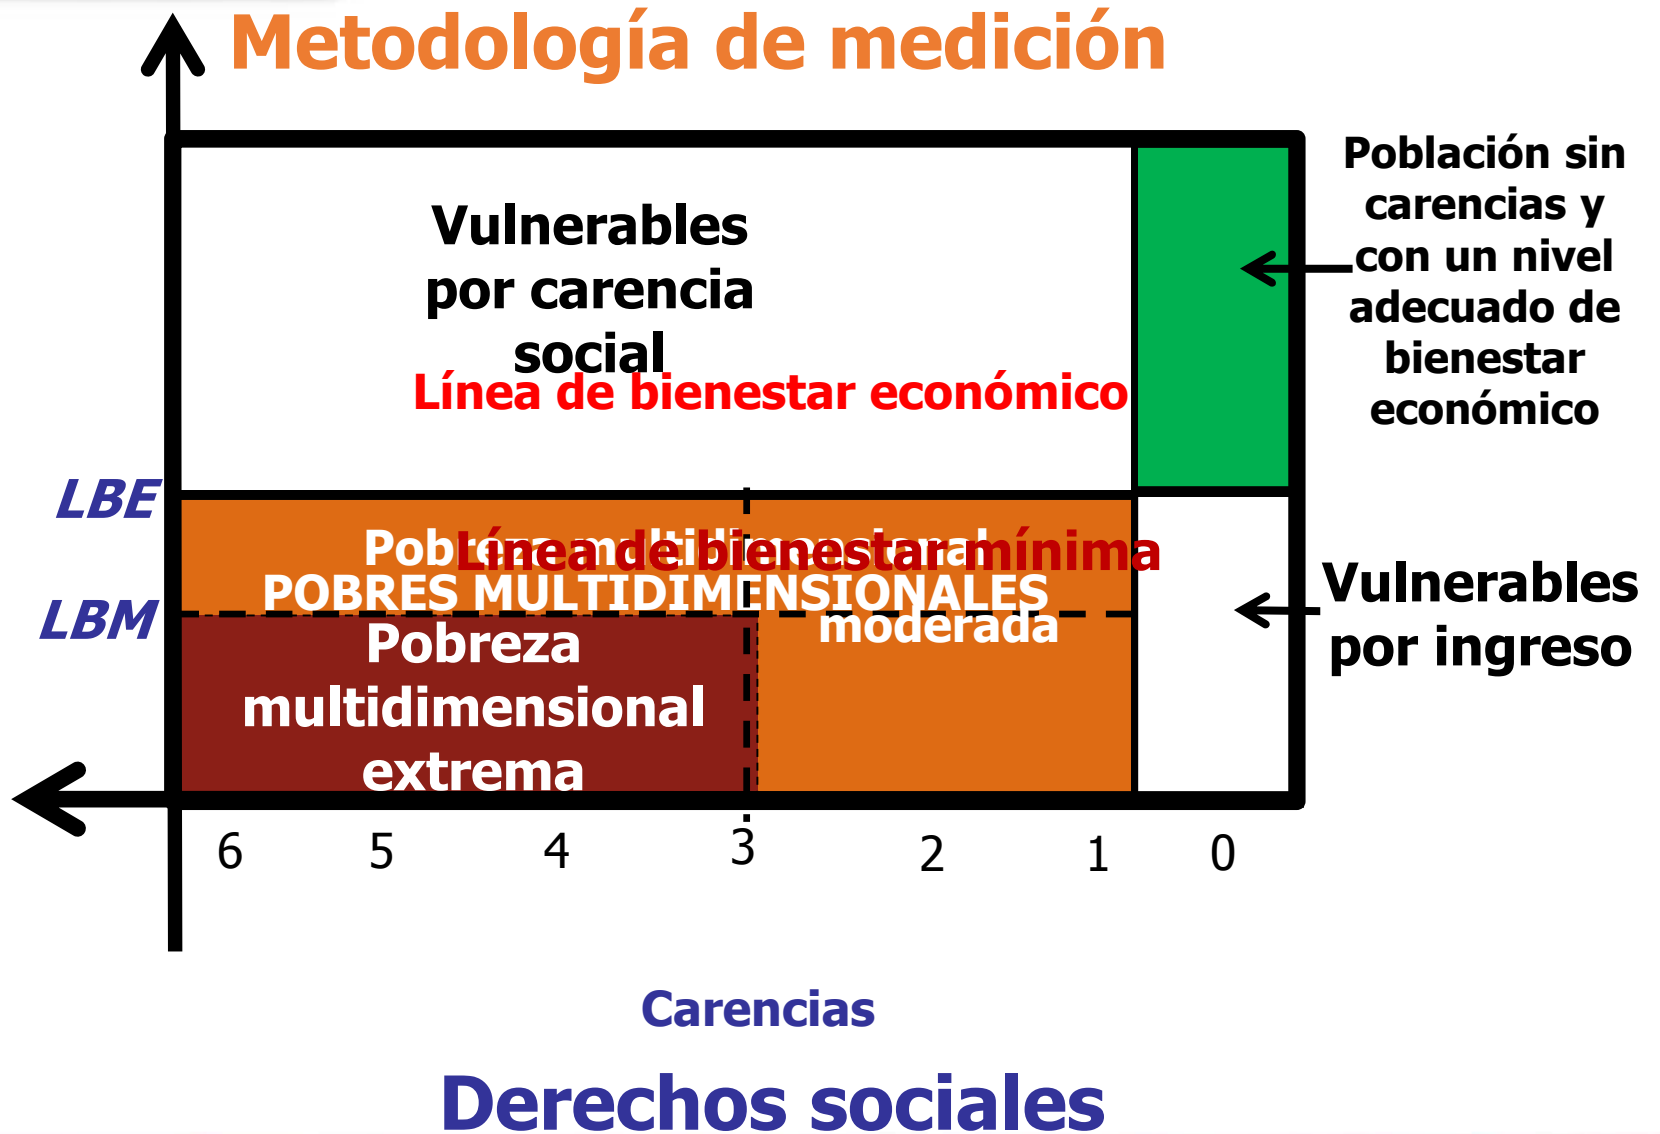 Metodología de medición
Vulnerables
por carencia
social
Línea de bienestar económico
Población sin
carencias y
con un nivel
adecuado de
bienestar
económico
LBE
Pobreza multidimensional
Línea de bienestar mínima
POBRES MULTIDIMENSIONALES
moderada
LBM
Pobreza
multidimensional
extrema
Vulnerables
por ingreso
6 5 4 3 2 1 0
Carencias
Derechos sociales